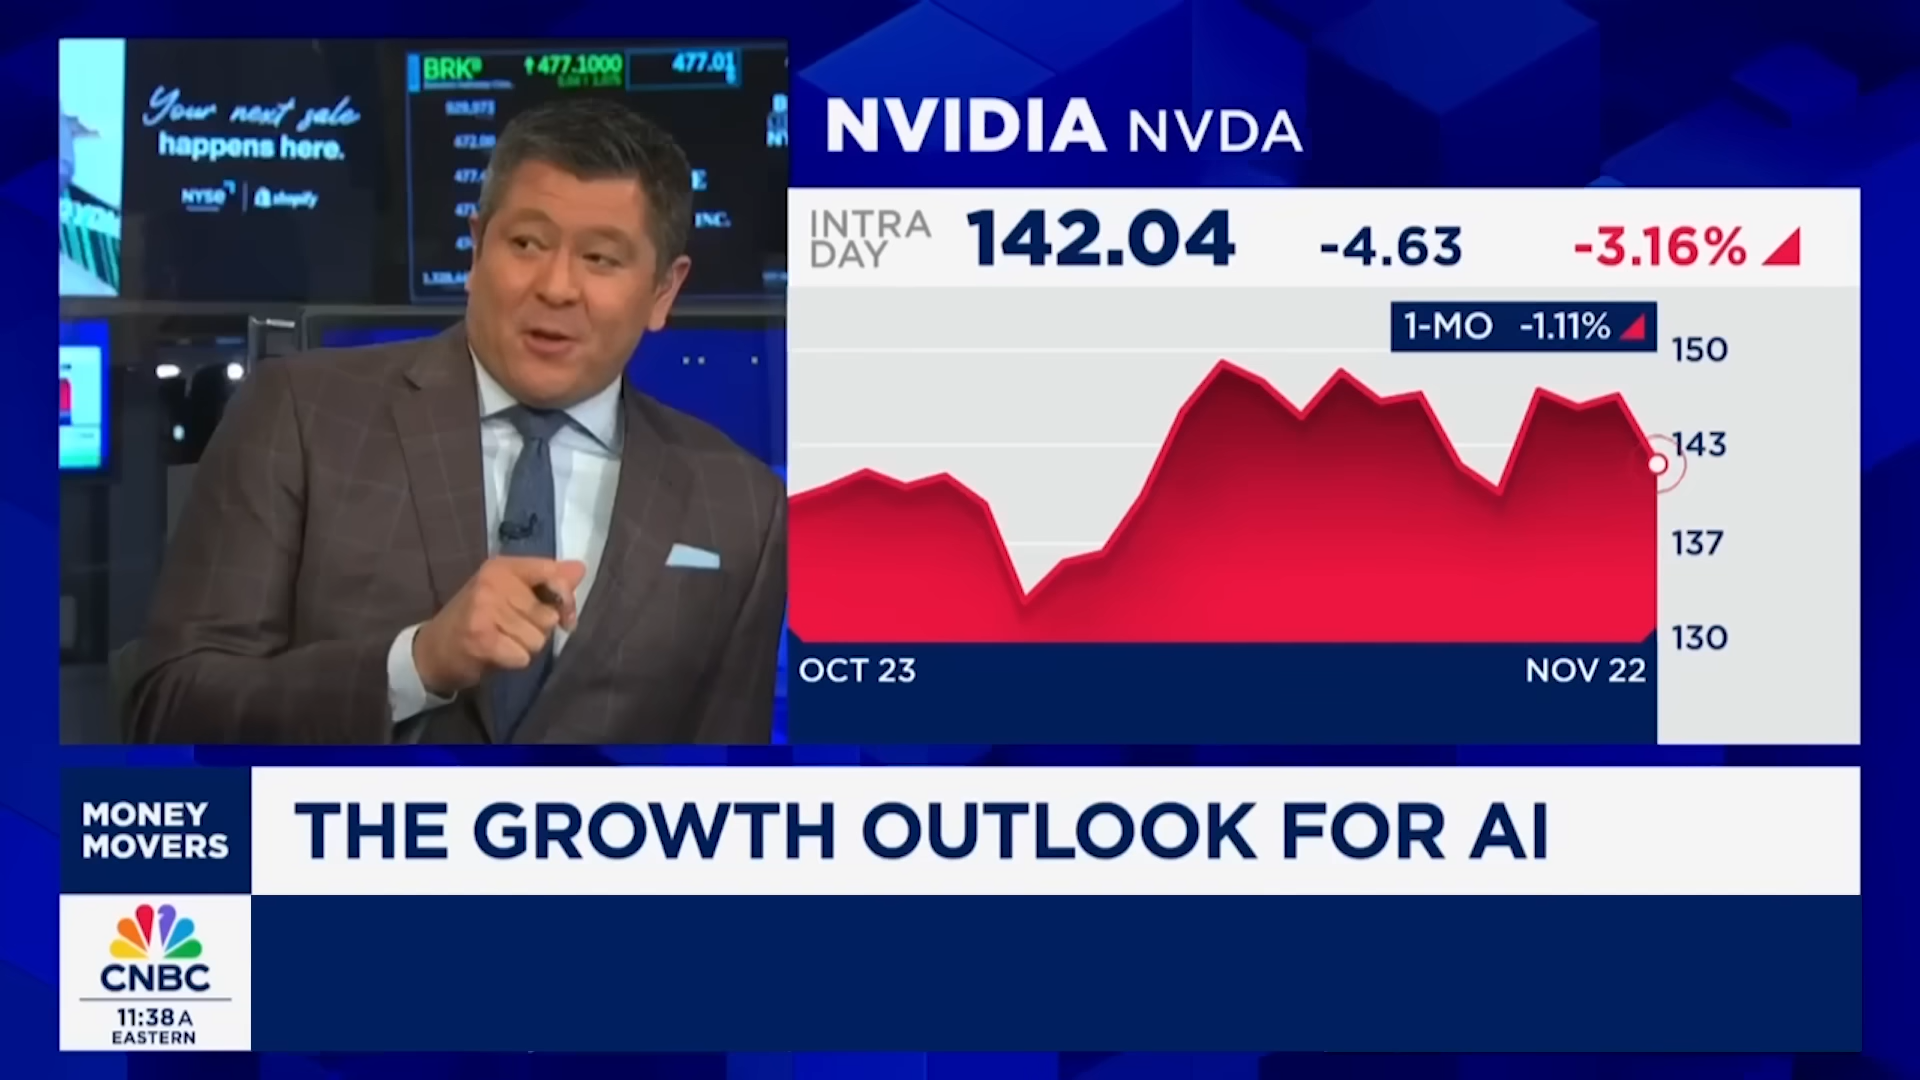 Your next sale
happens here.
NYSE | shopify
BRK B 477.1000 477.01
NVIDIA NVDA
INTRA
DAY
142.04 -4.63 -3.16%
1-MO -1.11%
150
143
137
130
OCT 23 NOV 22
MONEY
MOVERS
THE GROWTH OUTLOOK FOR AI
CNBC
11:38 A
EASTERN
INC.